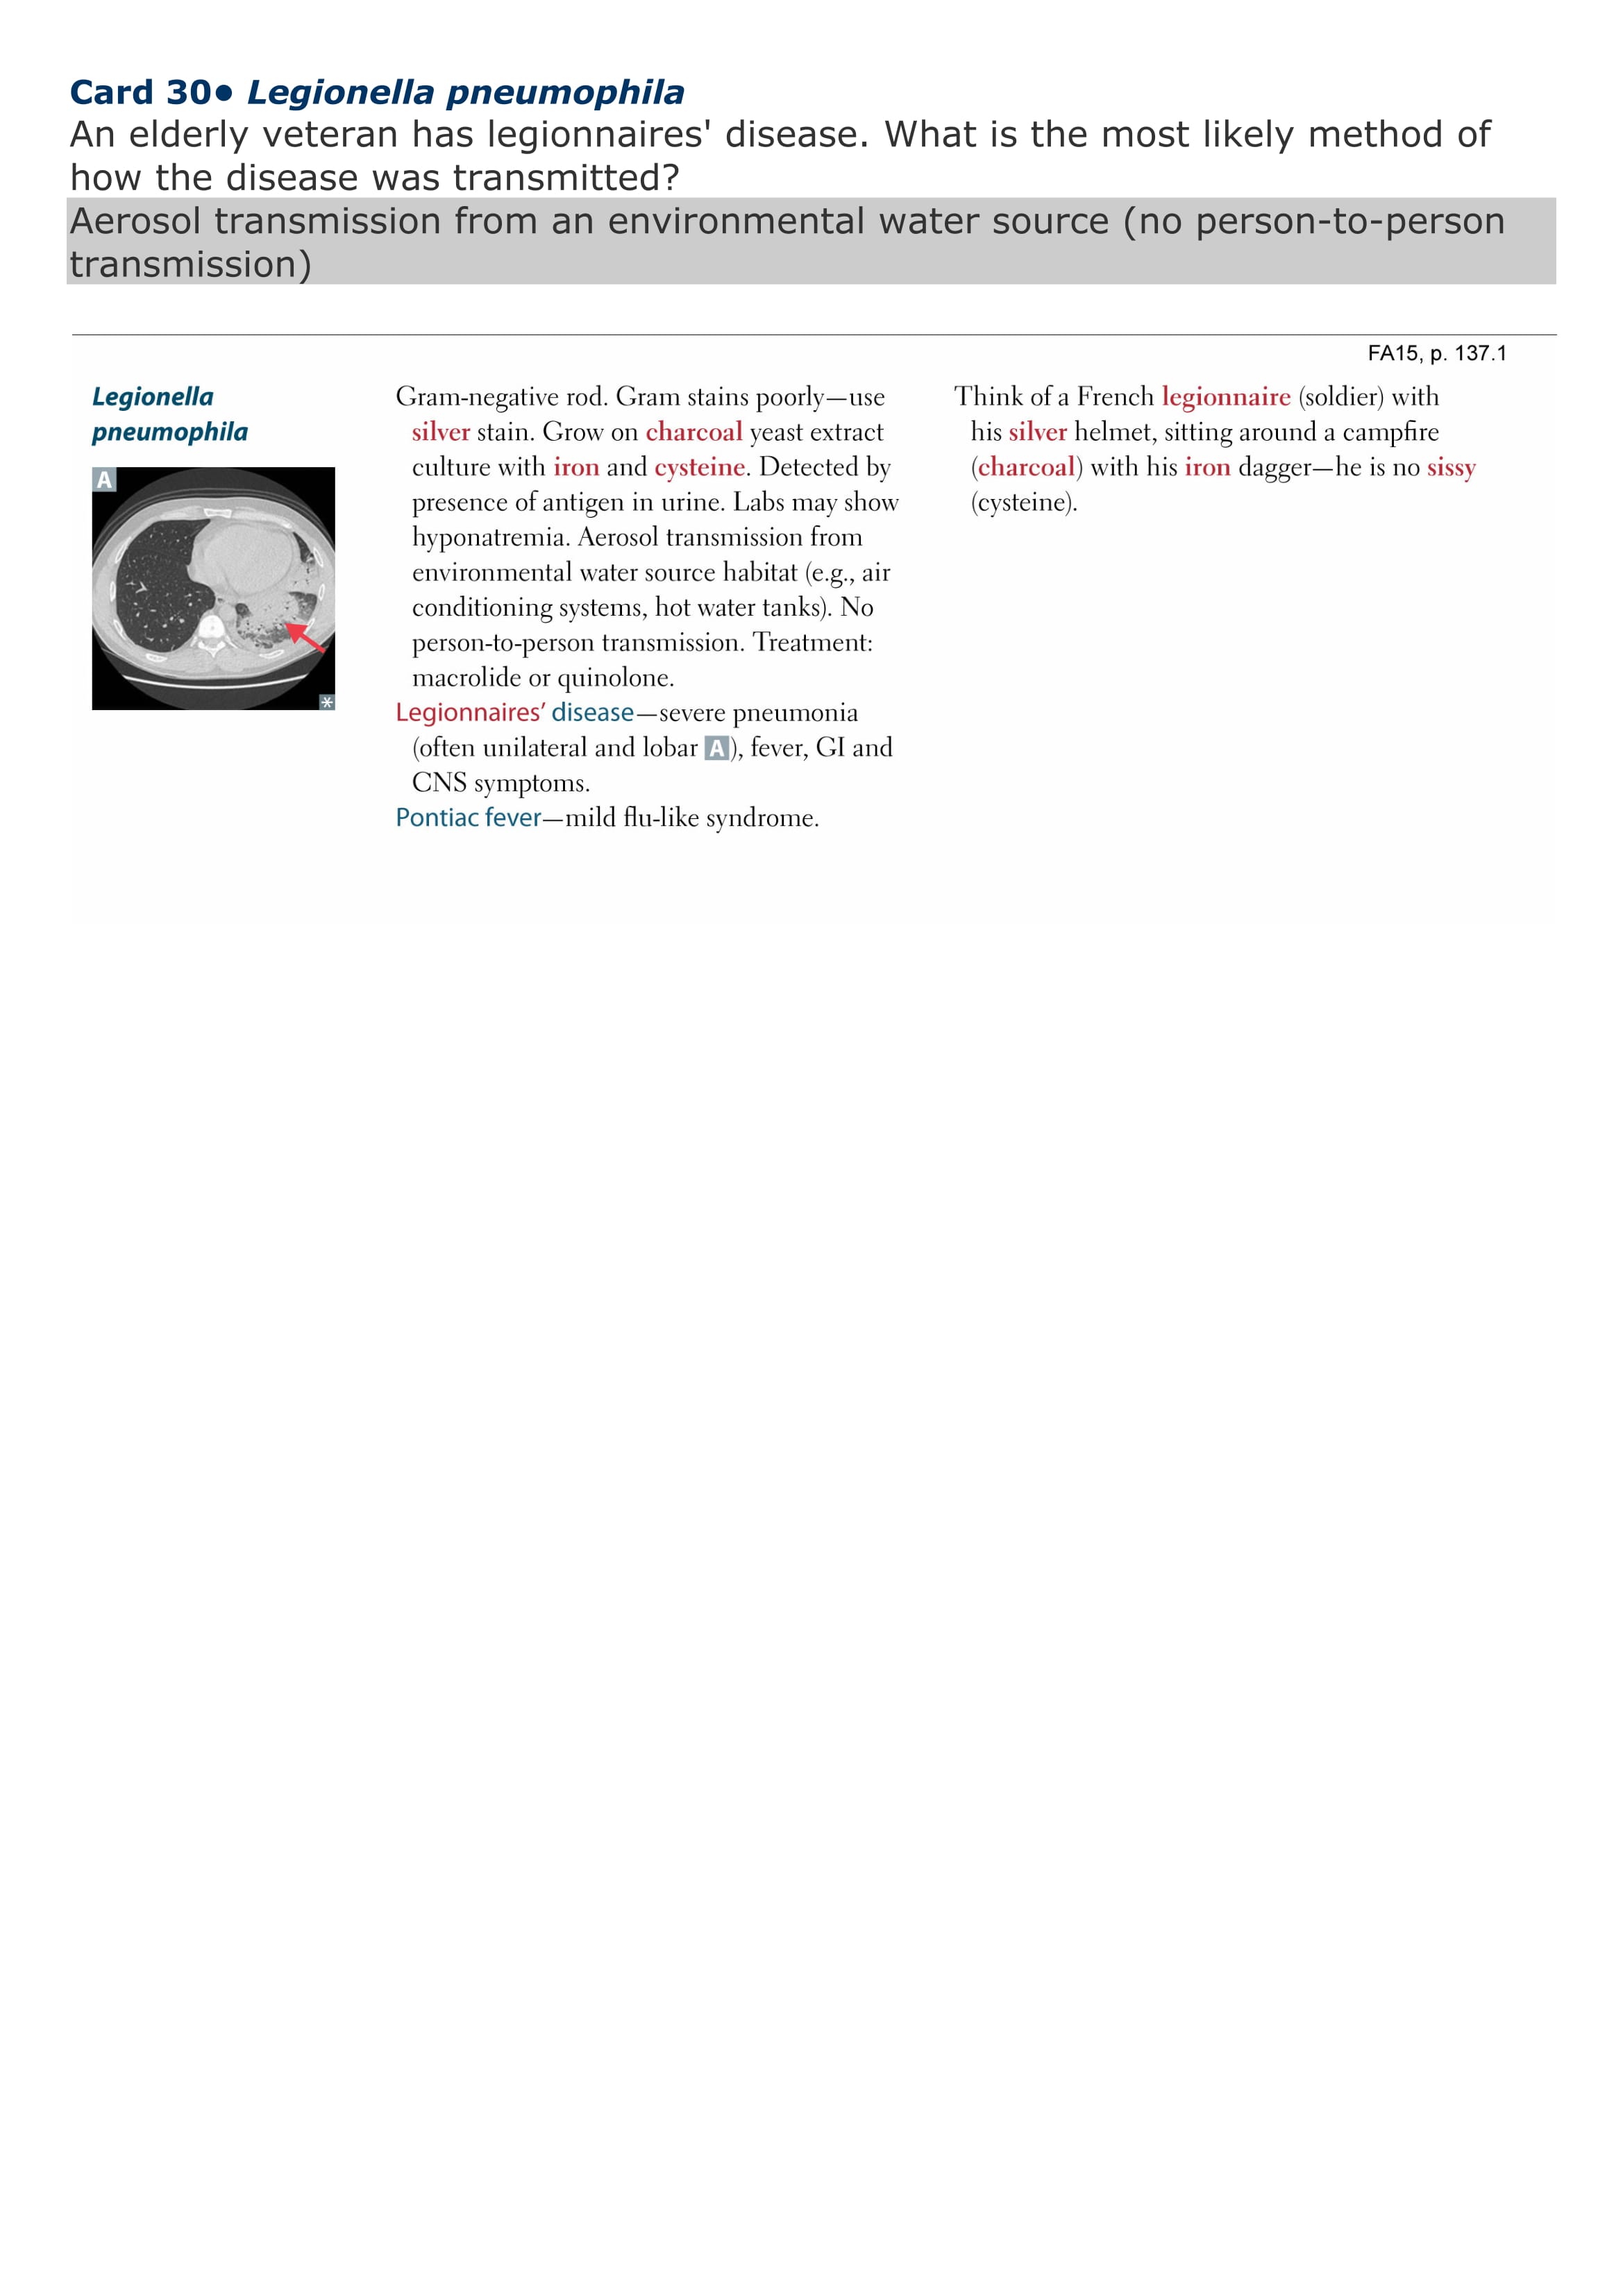 Card 30• Legionella pneumophila
An elderly veteran has legionnaires' disease. What is the most likely method of
how the disease was transmitted?
Aerosol transmission from an environmental water source (no person-to-person
transmission)
FA15, p. 137.1
Legionella
pneumophila
A
Gram-negative rod. Gram stains poorly—use
silver stain. Grow on charcoal yeast extract
culture with iron and cysteine. Detected by
presence of antigen in urine. Labs may show
hyponatremia. Aerosol transmission from
environmental water source habitat (e.g., air
conditioning systems, hot water tanks). No
person-to-person transmission. Treatment:
macrolide or quinolone.
Legionnaires’ disease—severe pneumonia
(often unilateral and lobar A), fever, GI and
CNS symptoms.
Pontiac fever—mild flu-like syndrome.
Think of a French legionnaire (soldier) with
his silver helmet, sitting around a campfire
(charcoal) with his iron dagger—he is no sissy
(cysteine).